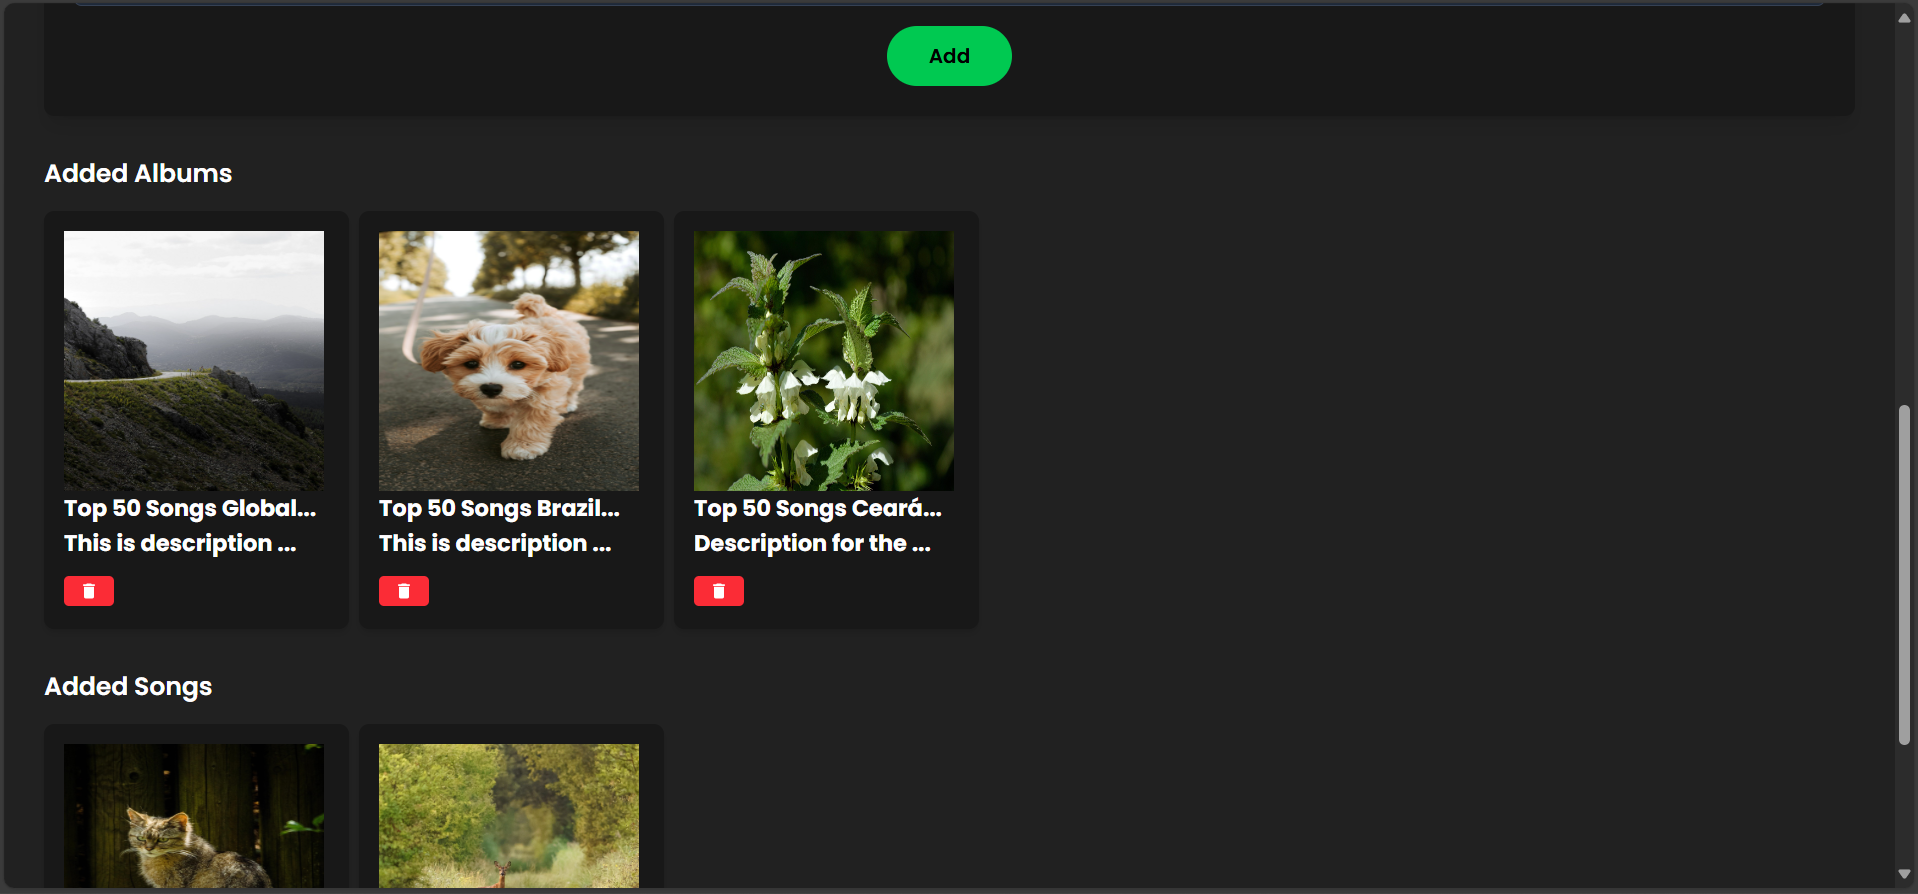 Add
Added Albums
Top 50 Songs Global...
This is description ...
Top 50 Songs Brazil...
This is description ...
Top 50 Songs Ceará...
Description for the ...
Added Songs